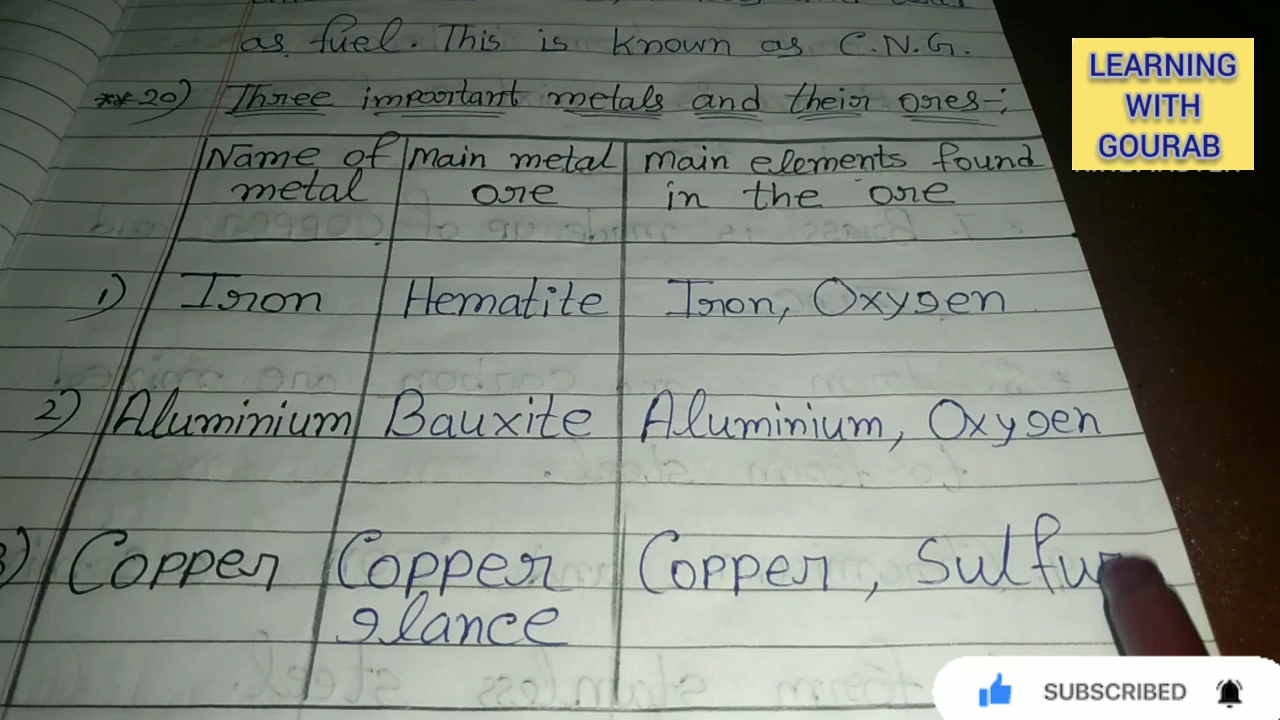 as fuel. This is known as C.N.G.
** 20) Three important metals and their ores-:
Name of metal | Main metal ore | main elements found in the ore
1) Iron | Hematite | Iron, Oxygen
2) Aluminium | Bauxite | Aluminium, Oxygen
3) Copper | Copper glance | Copper, Sulfur
LEARNING
WITH
GOURAB
SUBSCRIBED